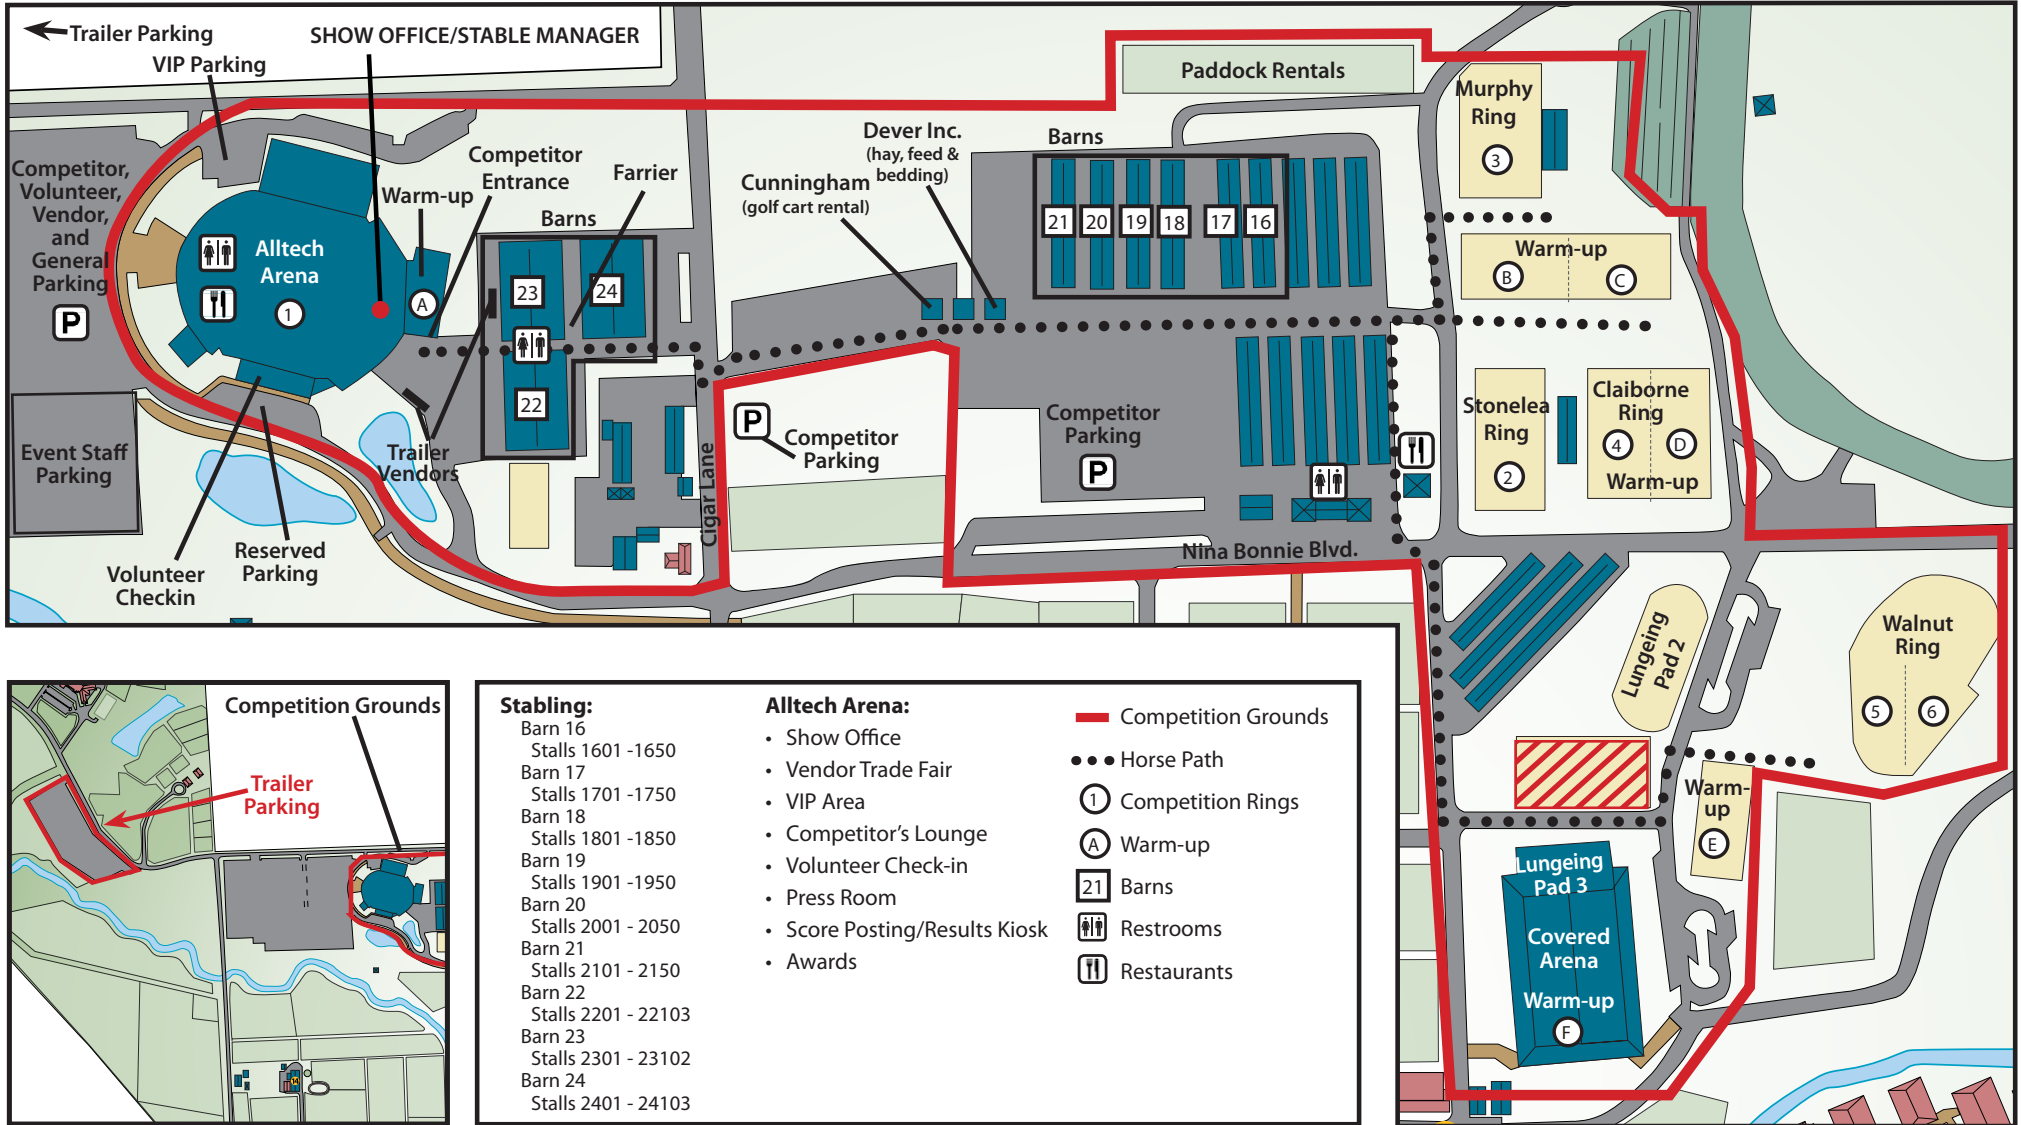 Trailer Parking
VIP Parking
SHOW OFFICE/STABLE MANAGER
Competitor,
Volunteer,
Vendor,
and
General
Parking
P
Event Staff
Parking
Alltech
Arena
1
Warm-up
A
Competitor
Entrance
Farrier
Barns
23
24
22
Trailer
Vendors
Volunteer
Checkin
Reserved
Parking
Cigar Lane
Cunningham
(golf cart rental)
Dever Inc.
(hay, feed &
bedding)
Barns
21
20
19
18
17
16
Paddock Rentals
P
Competitor
Parking
Competitor
Parking
P
Nina Bonnie Blvd.
Murphy
Ring
3
Warm-up
B
C
Stonelea
Ring
2
Claiborne
Ring
4
D
Warm-up
Lungeing
Pad 2
Walnut
Ring
5
6
Warm-
up
E
Lungeing
Pad 3
Covered
Arena
Warm-up
F
Competition Grounds
Trailer
Parking
Stabling:
Barn 16
Stalls 1601 -1650
Barn 17
Stalls 1701 -1750
Barn 18
Stalls 1801 -1850
Barn 19
Stalls 1901 -1950
Barn 20
Stalls 2001 - 2050
Barn 21
Stalls 2101 - 2150
Barn 22
Stalls 2201 - 22103
Barn 23
Stalls 2301 - 23102
Barn 24
Stalls 2401 - 24103
Alltech Arena:
• Show Office
• Vendor Trade Fair
• VIP Area
• Competitor's Lounge
• Volunteer Check-in
• Press Room
• Score Posting/Results Kiosk
• Awards
Competition Grounds
Horse Path
1 Competition Rings
A Warm-up
21 Barns
Restrooms
Restaurants